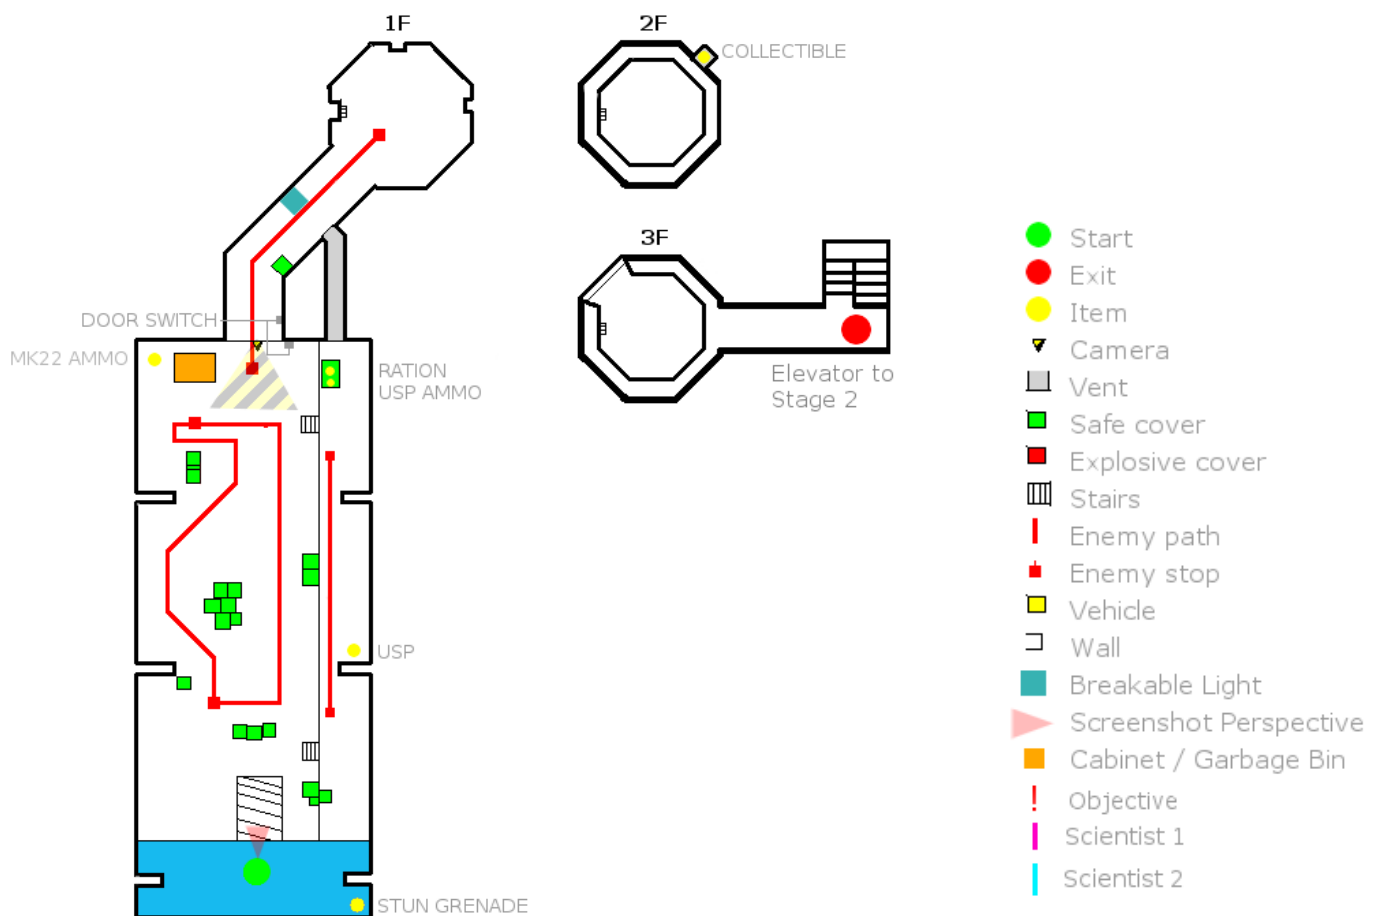 1F
2F
COLLECTIBLE
3F
DOOR SWITCH
MK22 AMMO
RATION
USP AMMO
Elevator to
Stage 2
USP
STUN GRENADE
Start
Exit
Item
Camera
Vent
Safe cover
Explosive cover
Stairs
Enemy path
Enemy stop
Vehicle
Wall
Breakable Light
Screenshot Perspective
Cabinet / Garbage Bin
! Objective
Scientist 1
Scientist 2